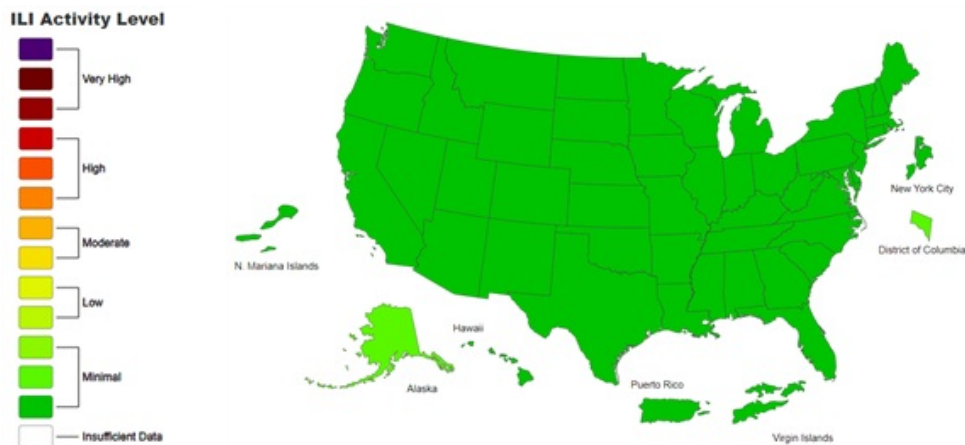 ILI Activity Level
Very High
High
Moderate
Low
Minimal
Insufficient Data
New York City
District of Columbia
N. Mariana Islands
Hawaii
Alaska
Puerto Rico
Virgin Islands